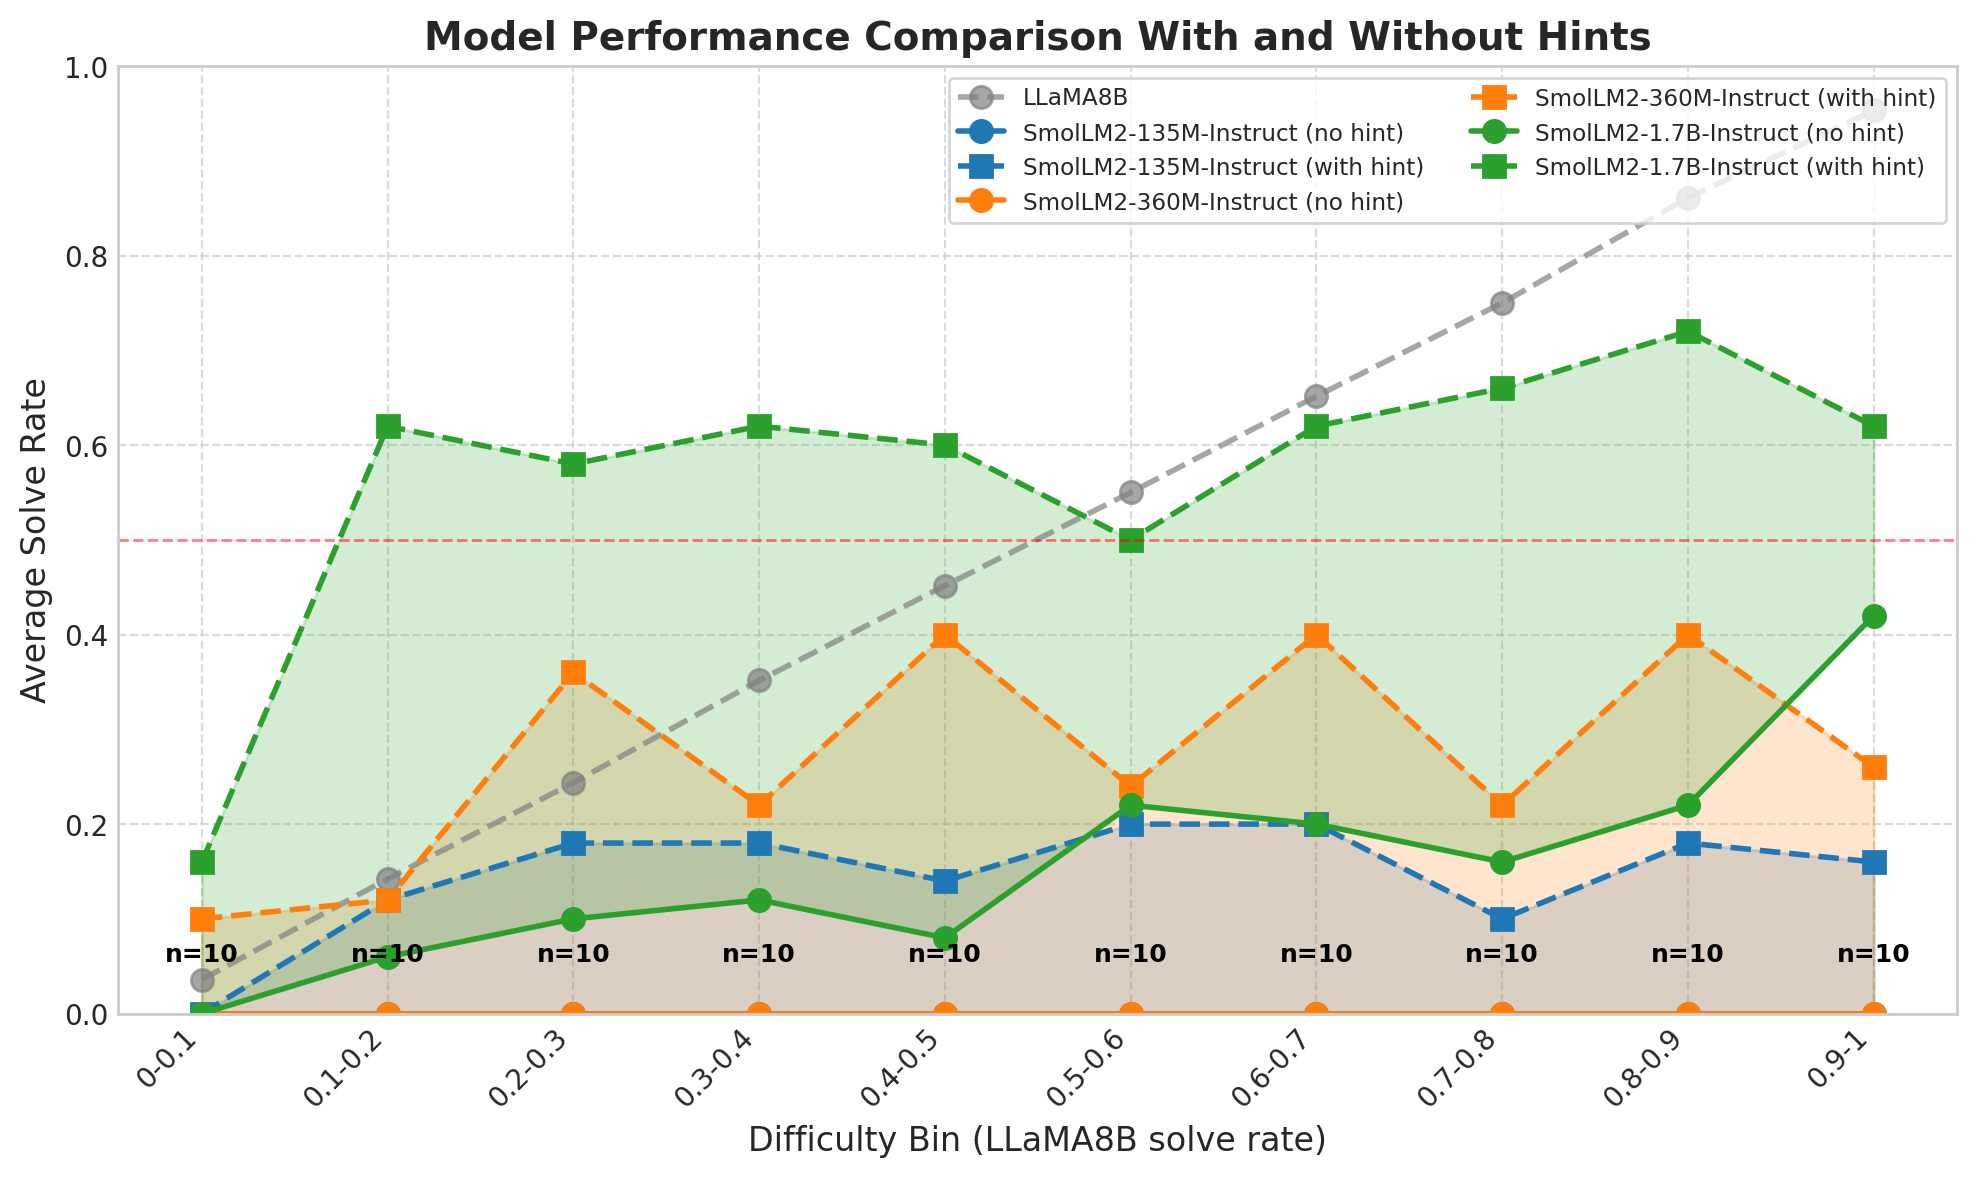 Model Performance Comparison With and Without Hints
1.0
0.8
0.6
0.4
0.2
0.0
Average Solve Rate
LLaMA8B
SmolLM2-135M-Instruct (no hint)
SmolLM2-135M-Instruct (with hint)
SmolLM2-360M-Instruct (no hint)
SmolLM2-360M-Instruct (with hint)
SmolLM2-1.7B-Instruct (no hint)
SmolLM2-1.7B-Instruct (with hint)
n=10 n=10 n=10 n=10 n=10 n=10 n=10 n=10 n=10 n=10
0-0.1 0.1-0.2 0.2-0.3 0.3-0.4 0.4-0.5 0.5-0.6 0.6-0.7 0.7-0.8 0.8-0.9 0.9-1
Difficulty Bin (LLaMA8B solve rate)